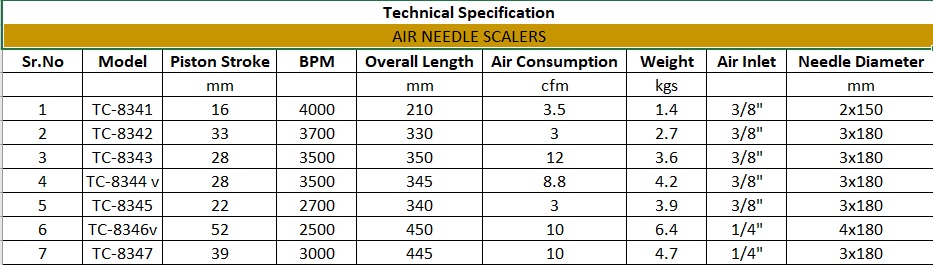 Technical Specification
AIR NEEDLE SCALERS
Sr.No Model Piston Stroke BPM Overall Length Air Consumption Weight Air Inlet Needle Diameter
mm mm cfm kgs mm
1 TC-8341 16 4000 210 3.5 1.4 3/8" 2x150
2 TC-8342 33 3700 330 3 2.7 3/8" 3x180
3 TC-8343 28 3500 350 12 3.6 3/8" 3x180
4 TC-8344 v 28 3500 345 8.8 4.2 3/8" 3x180
5 TC-8345 22 2700 340 3 3.9 3/8" 3x180
6 TC-8346v 52 2500 450 10 6.4 1/4" 4x180
7 TC-8347 39 3000 445 10 4.7 1/4" 3x180